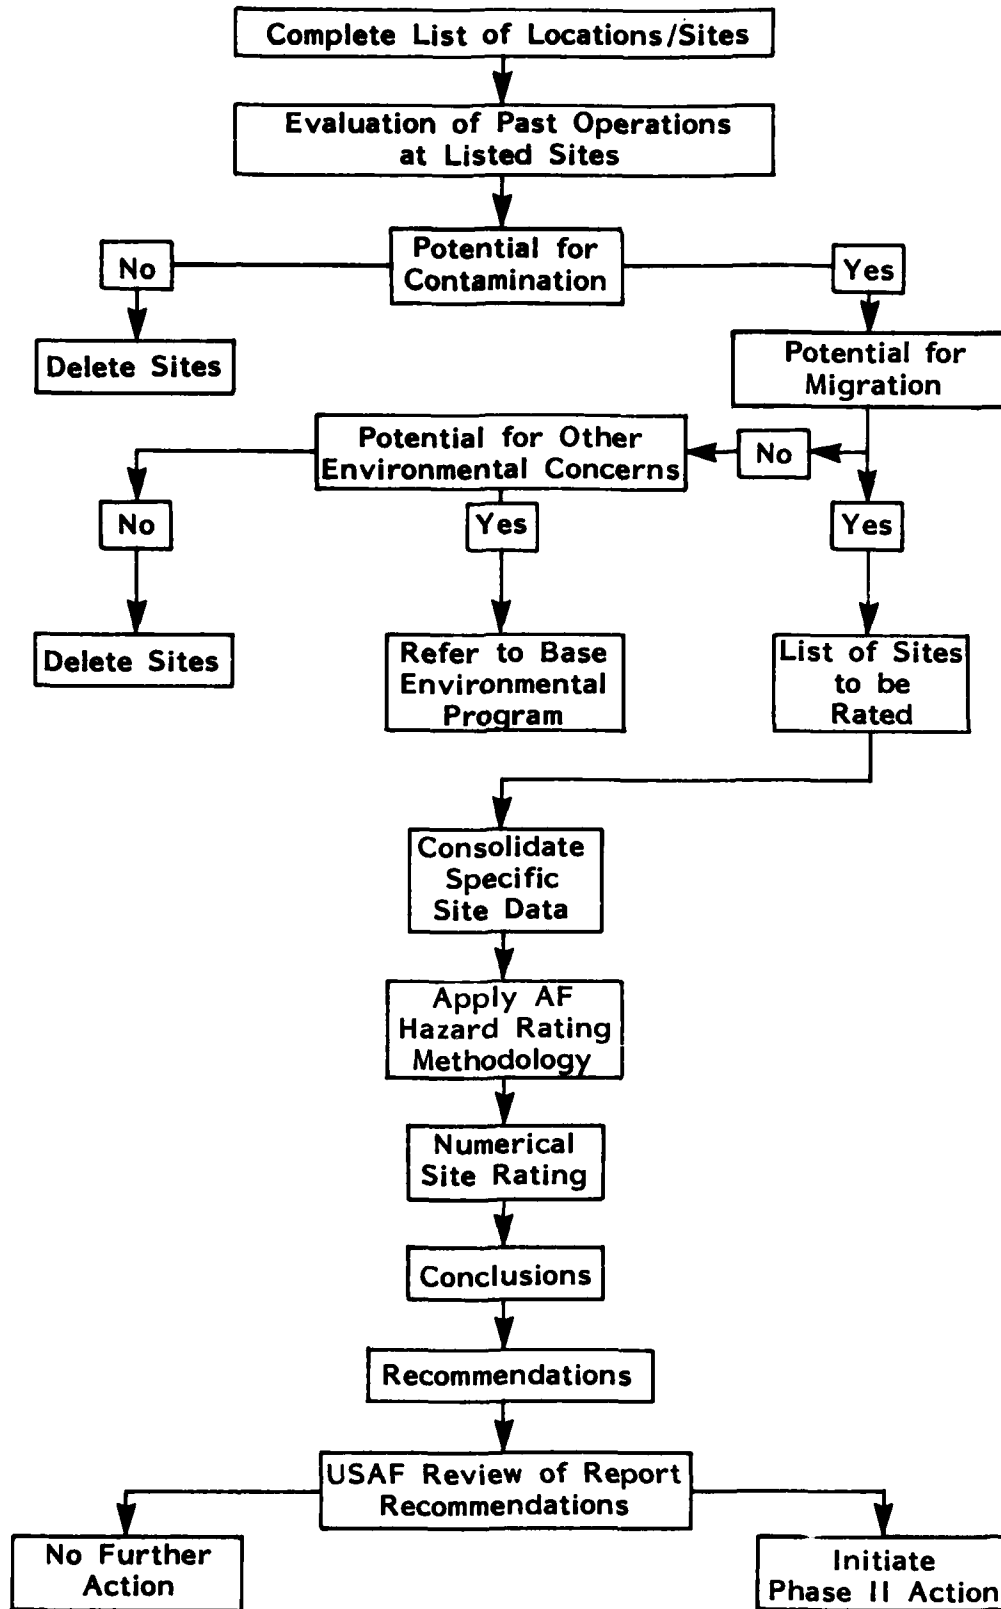 Complete List of Locations/Sites
Evaluation of Past Operations
at Listed Sites
Potential for
Contamination
No
Yes
Delete Sites
Potential for
Migration
Potential for Other
Environmental Concerns
No
No
Yes
Yes
Delete Sites
Refer to Base
Environmental
Program
List of Sites
to be
Rated
Consolidate
Specific
Site Data
Apply AF
Hazard Rating
Methodology
Numerical
Site Rating
Conclusions
Recommendations
USAF Review of Report
Recommendations
No Further
Action
Initiate
Phase II Action